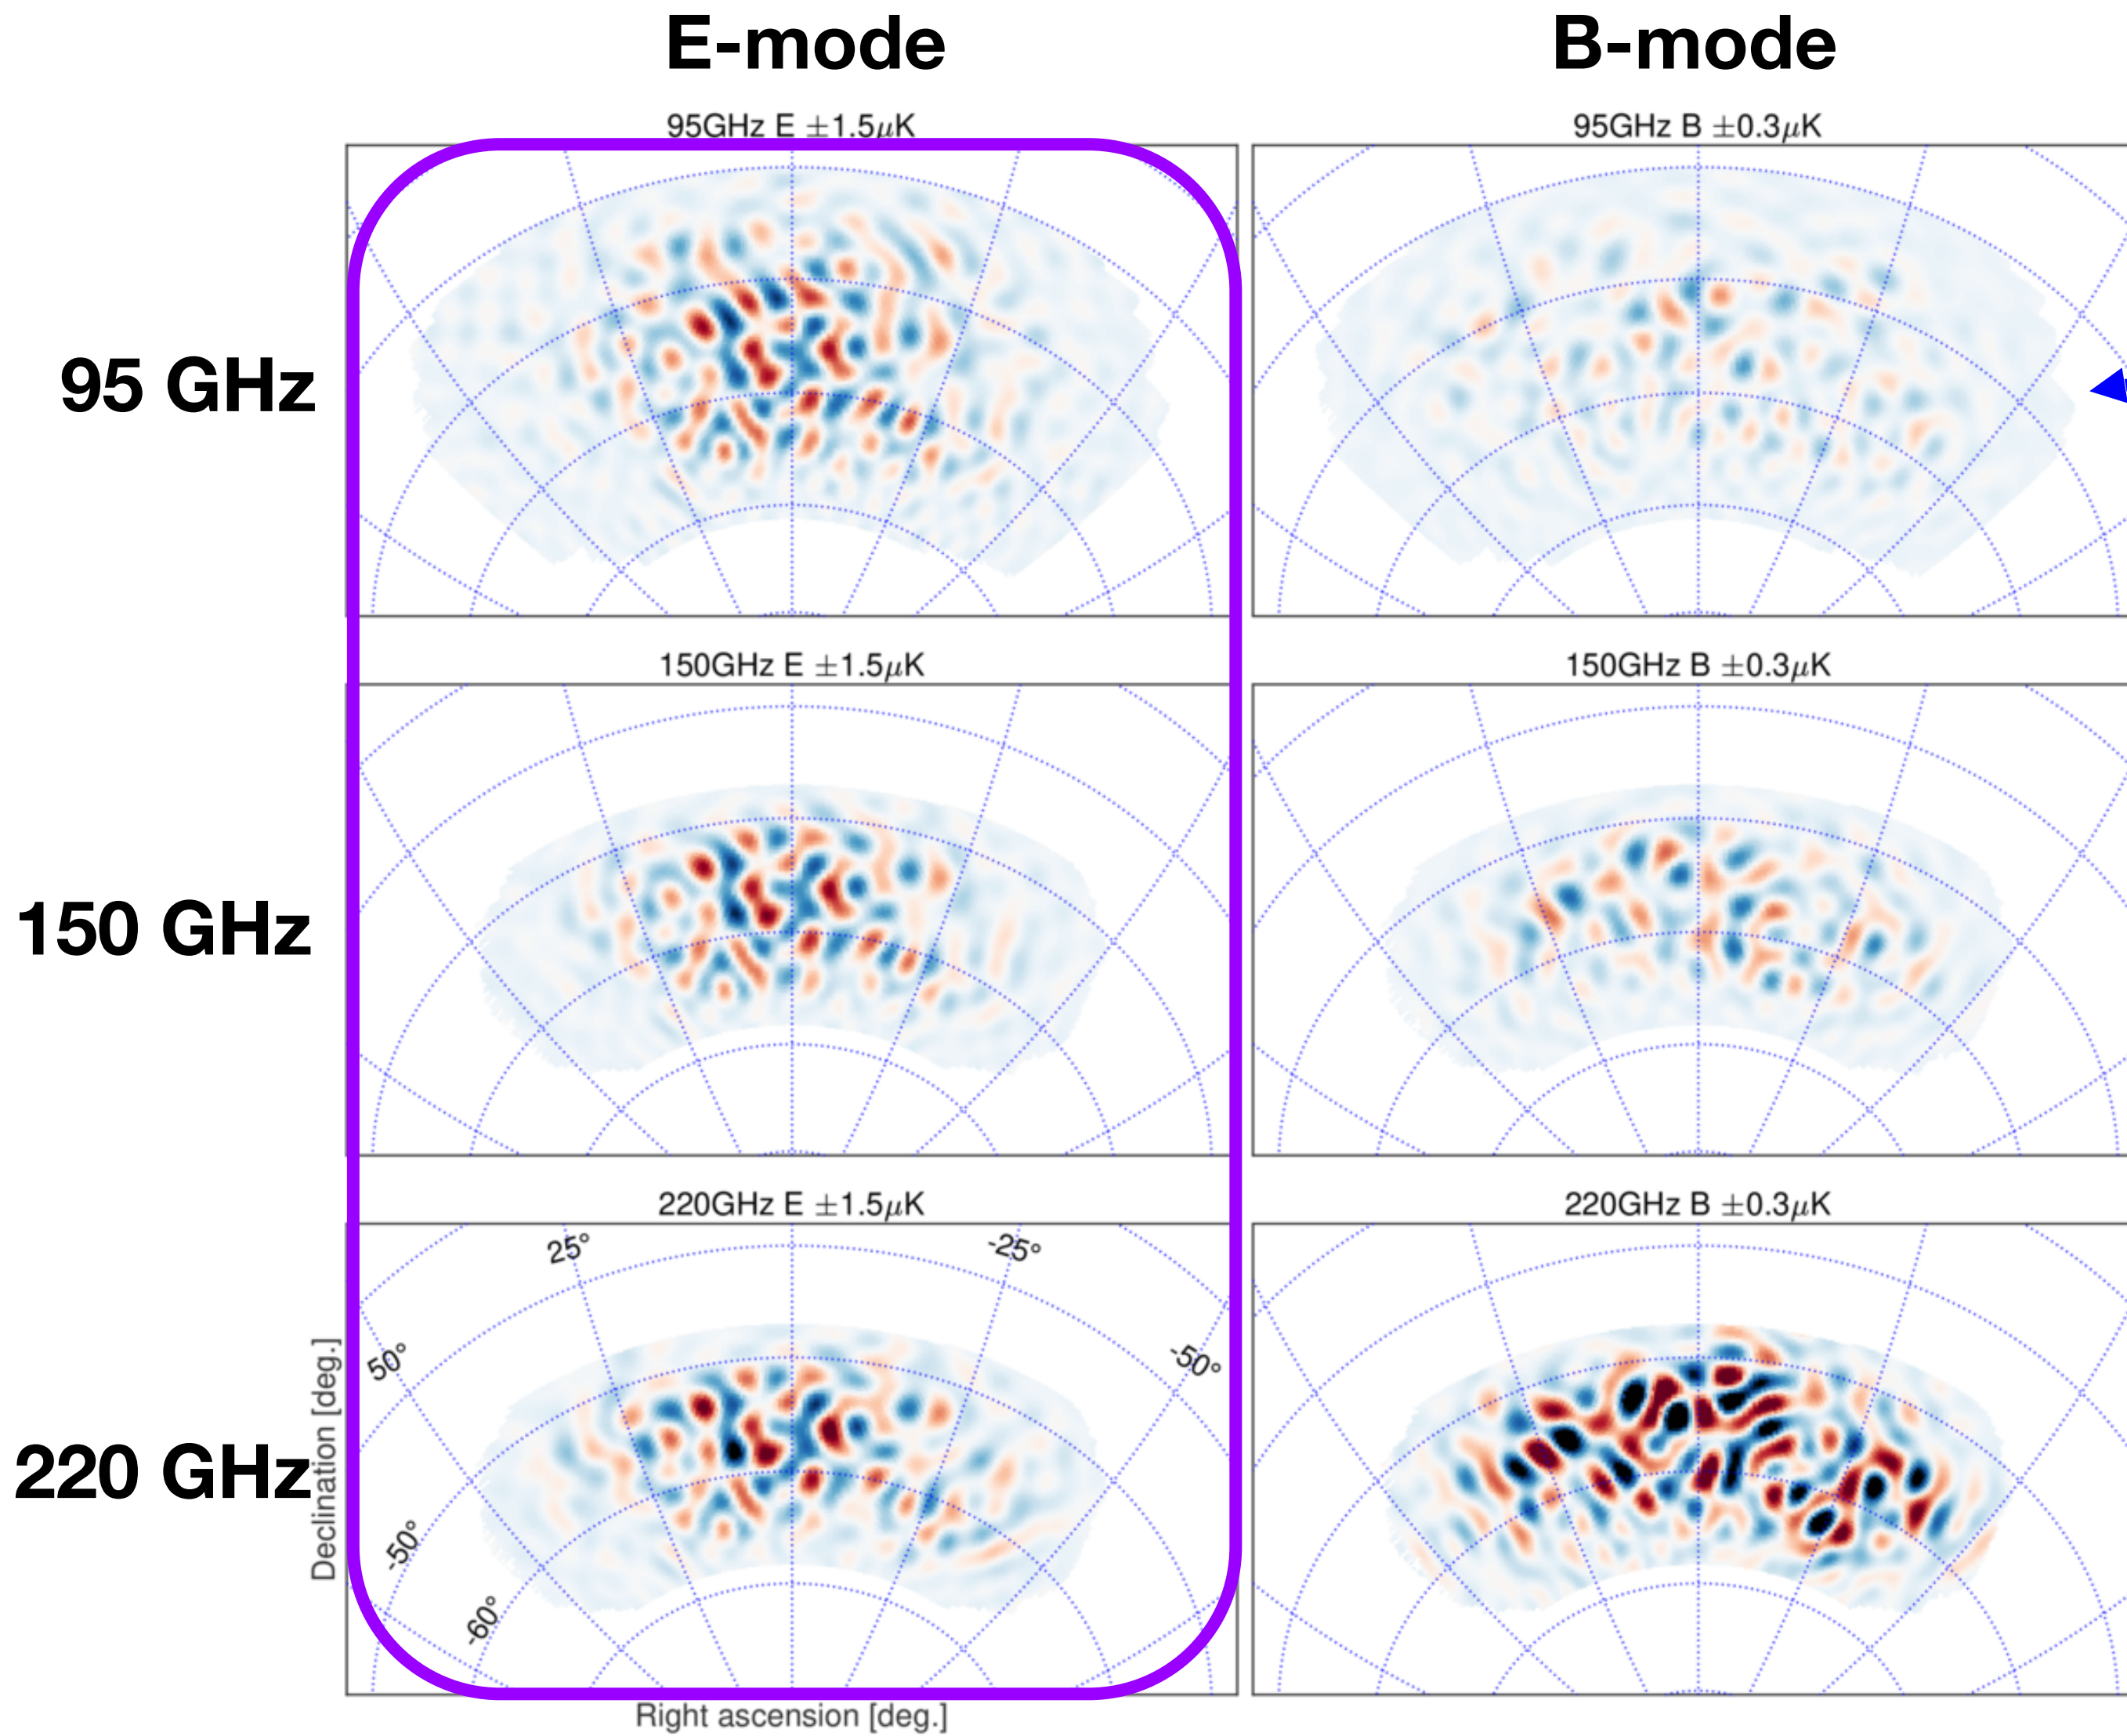 E-mode
B-mode
95GHz E ±1.5μK
95GHz B ±0.3μK
95 GHz
150GHz E ±1.5μK
150GHz B ±0.3μK
150 GHz
220GHz E ±1.5μK
220GHz B ±0.3μK
25°
-25°
50°
-50°
220 GHz
Declination [deg.]
-50°
-60°
Right ascension [deg.]